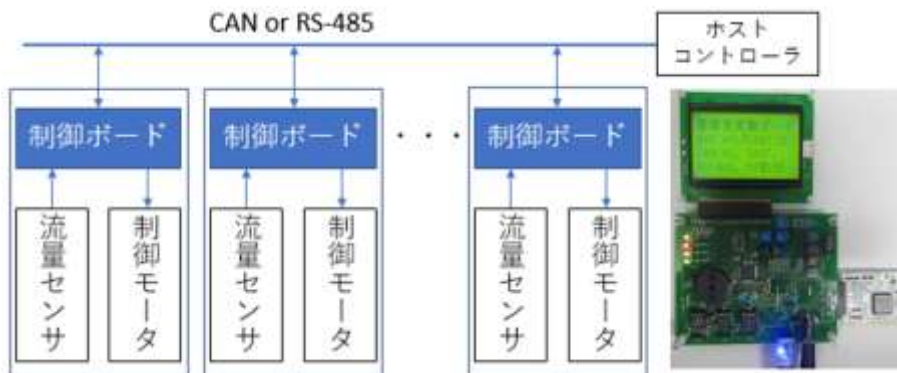 CAN or RS-485
ホスト
コントローラ
制御ボード
制御ボード
・・・
制御ボード
流量センサ
制御モータ
流量センサ
制御モータ
流量センサ
制御モータ